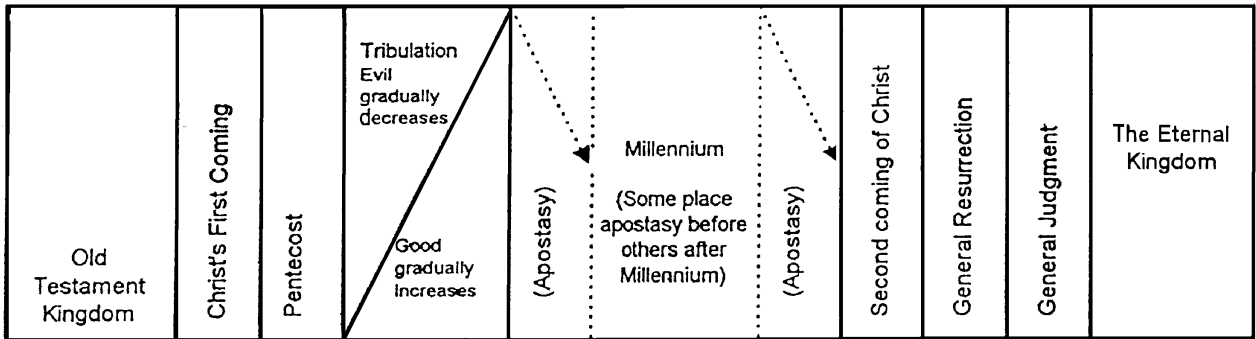 Old
Testament
Kingdom
Christ's First Coming
Pentecost
Tribulation
Evil
gradually
decreases
Good
gradually
Increases
(Apostasy)
Millennium
(Some place
apostasy before
others after
Millennium)
(Apostasy)
Second coming of Christ
General Resurrection
General Judgment
The Eternal
Kingdom